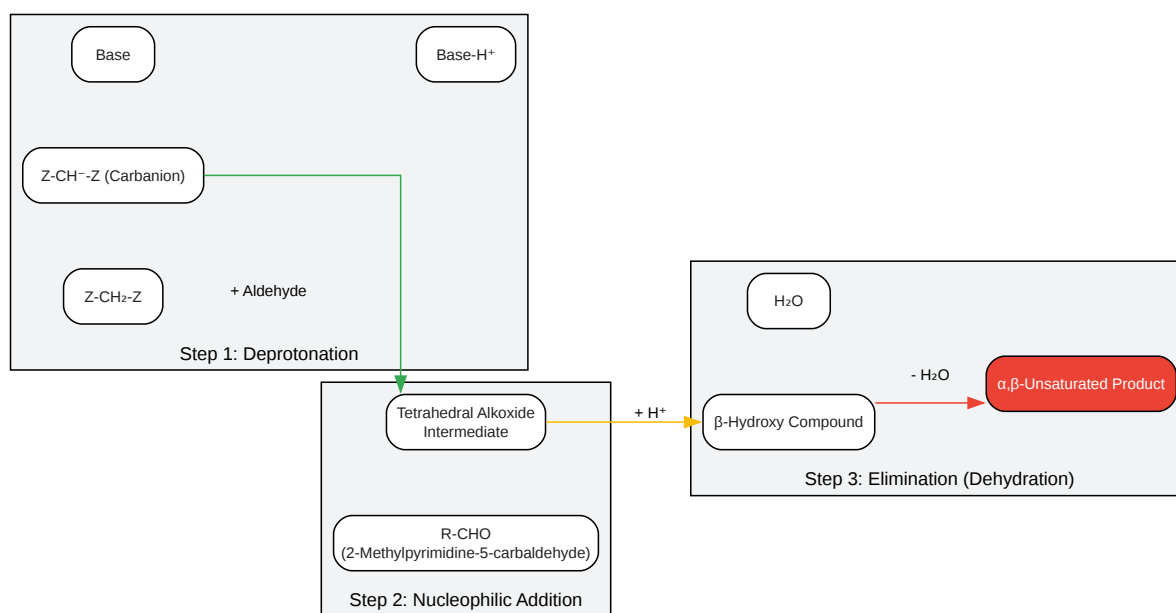 Base
Base-H⁺
Z-CH⁻-Z (Carbanion)
Z-CH₂-Z
+ Aldehyde
Step 1: Deprotonation
Tetrahedral Alkoxide
Intermediate
R-CHO
(2-Methylpyrimidine-5-carbaldehyde)
Step 2: Nucleophilic Addition
+ H⁺
H₂O
β-Hydroxy Compound
- H₂O
α,β-Unsaturated Product
Step 3: Elimination (Dehydration)